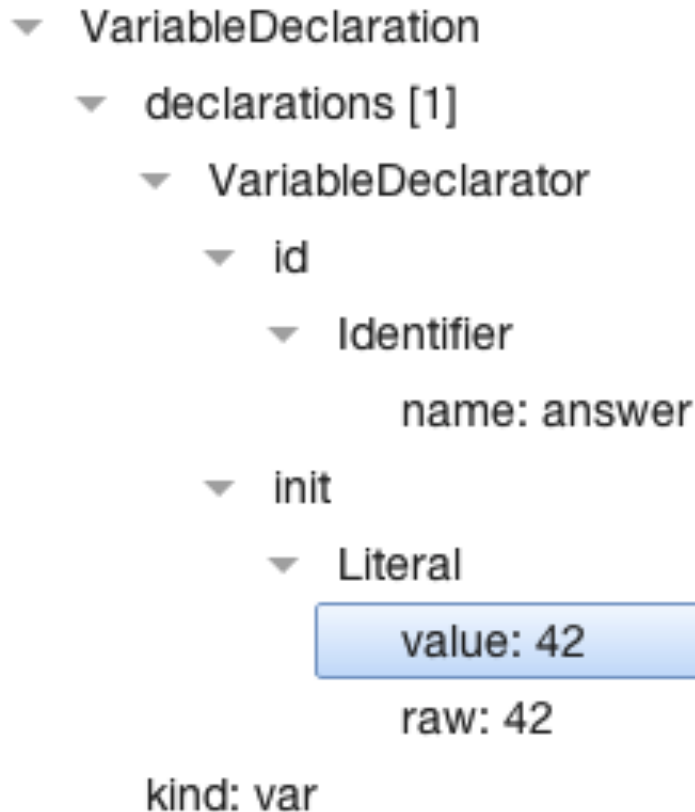 VariableDeclaration
declarations [1]
VariableDeclarator
id
Identifier
name: answer
init
Literal
value: 42
raw: 42
kind: var